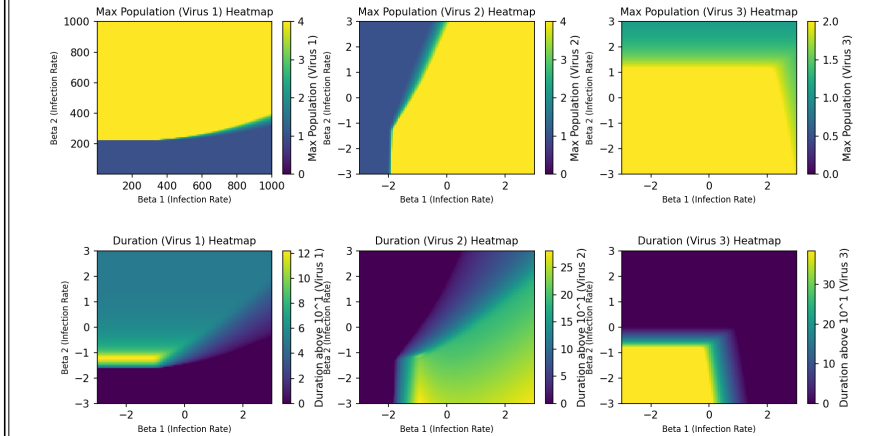 Max Population (Virus 1) Heatmap
1000
800
600
400
200
200 400 600 800 1000
Beta 1 (Infection Rate)
Beta 2 (Infection Rate)
4
3
2
1
0
Max Population (Virus 1)
Max Population (Virus 2) Heatmap
3
2
1
0
−1
−2
−3
−2 0 2
Beta 1 (Infection Rate)
Beta 2 (Infection Rate)
4
3
2
1
0
Max Population (Virus 2)
Max Population (Virus 3) Heatmap
3
2
1
0
−1
−2
−3
−2 0 2
Beta 1 (Infection Rate)
Beta 2 (Infection Rate)
2.0
1.5
1.0
0.5
0.0
Max Population (Virus 3)
Duration (Virus 1) Heatmap
3
2
1
0
−1
−2
−3
−2 0 2
Beta 1 (Infection Rate)
Beta 2 (Infection Rate)
12
10
8
6
4
2
0
Duration above 10^1 (Virus 1)
Duration (Virus 2) Heatmap
3
2
1
0
−1
−2
−3
−2 0 2
Beta 1 (Infection Rate)
Beta 2 (Infection Rate)
25
20
15
10
5
0
Duration above 10^1 (Virus 2)
Duration (Virus 3) Heatmap
3
2
1
0
−1
−2
−3
−2 0 2
Beta 1 (Infection Rate)
Beta 2 (Infection Rate)
30
20
10
0
Duration above 10^1 (Virus 3)